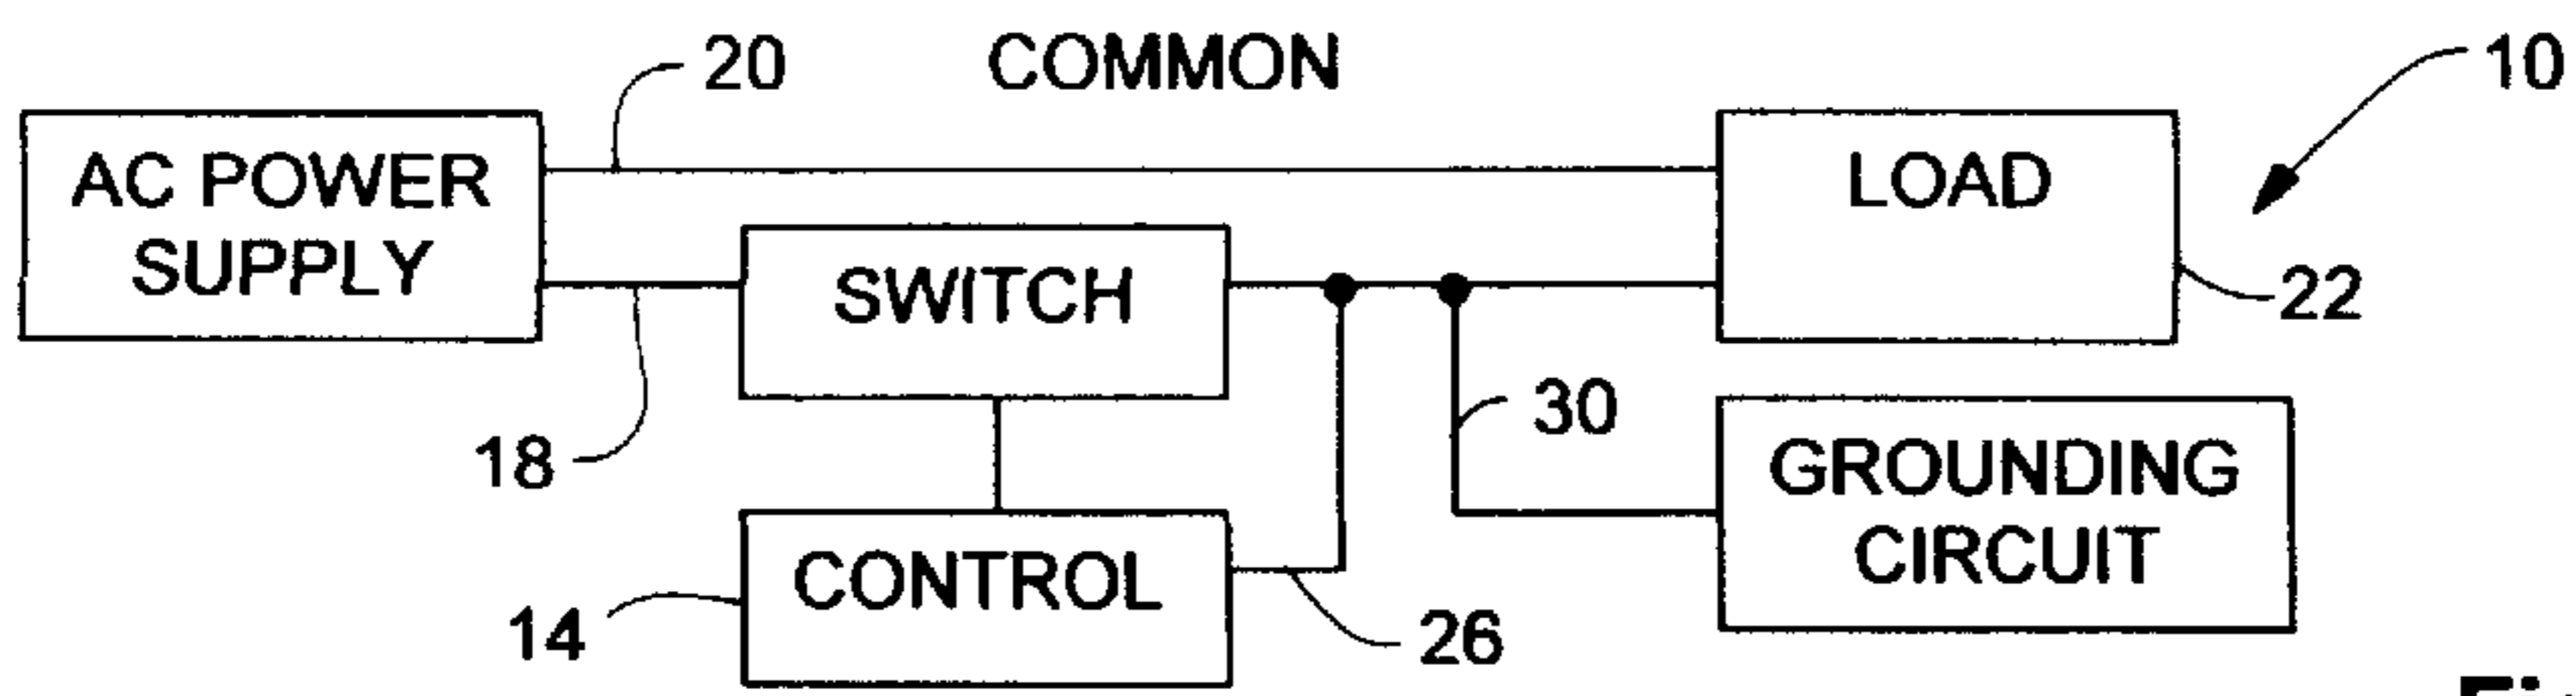 20
COMMON
10
AC POWER
SUPPLY
LOAD
SWITCH
22
18
30
GROUNDING
CIRCUIT
CONTROL
14
26